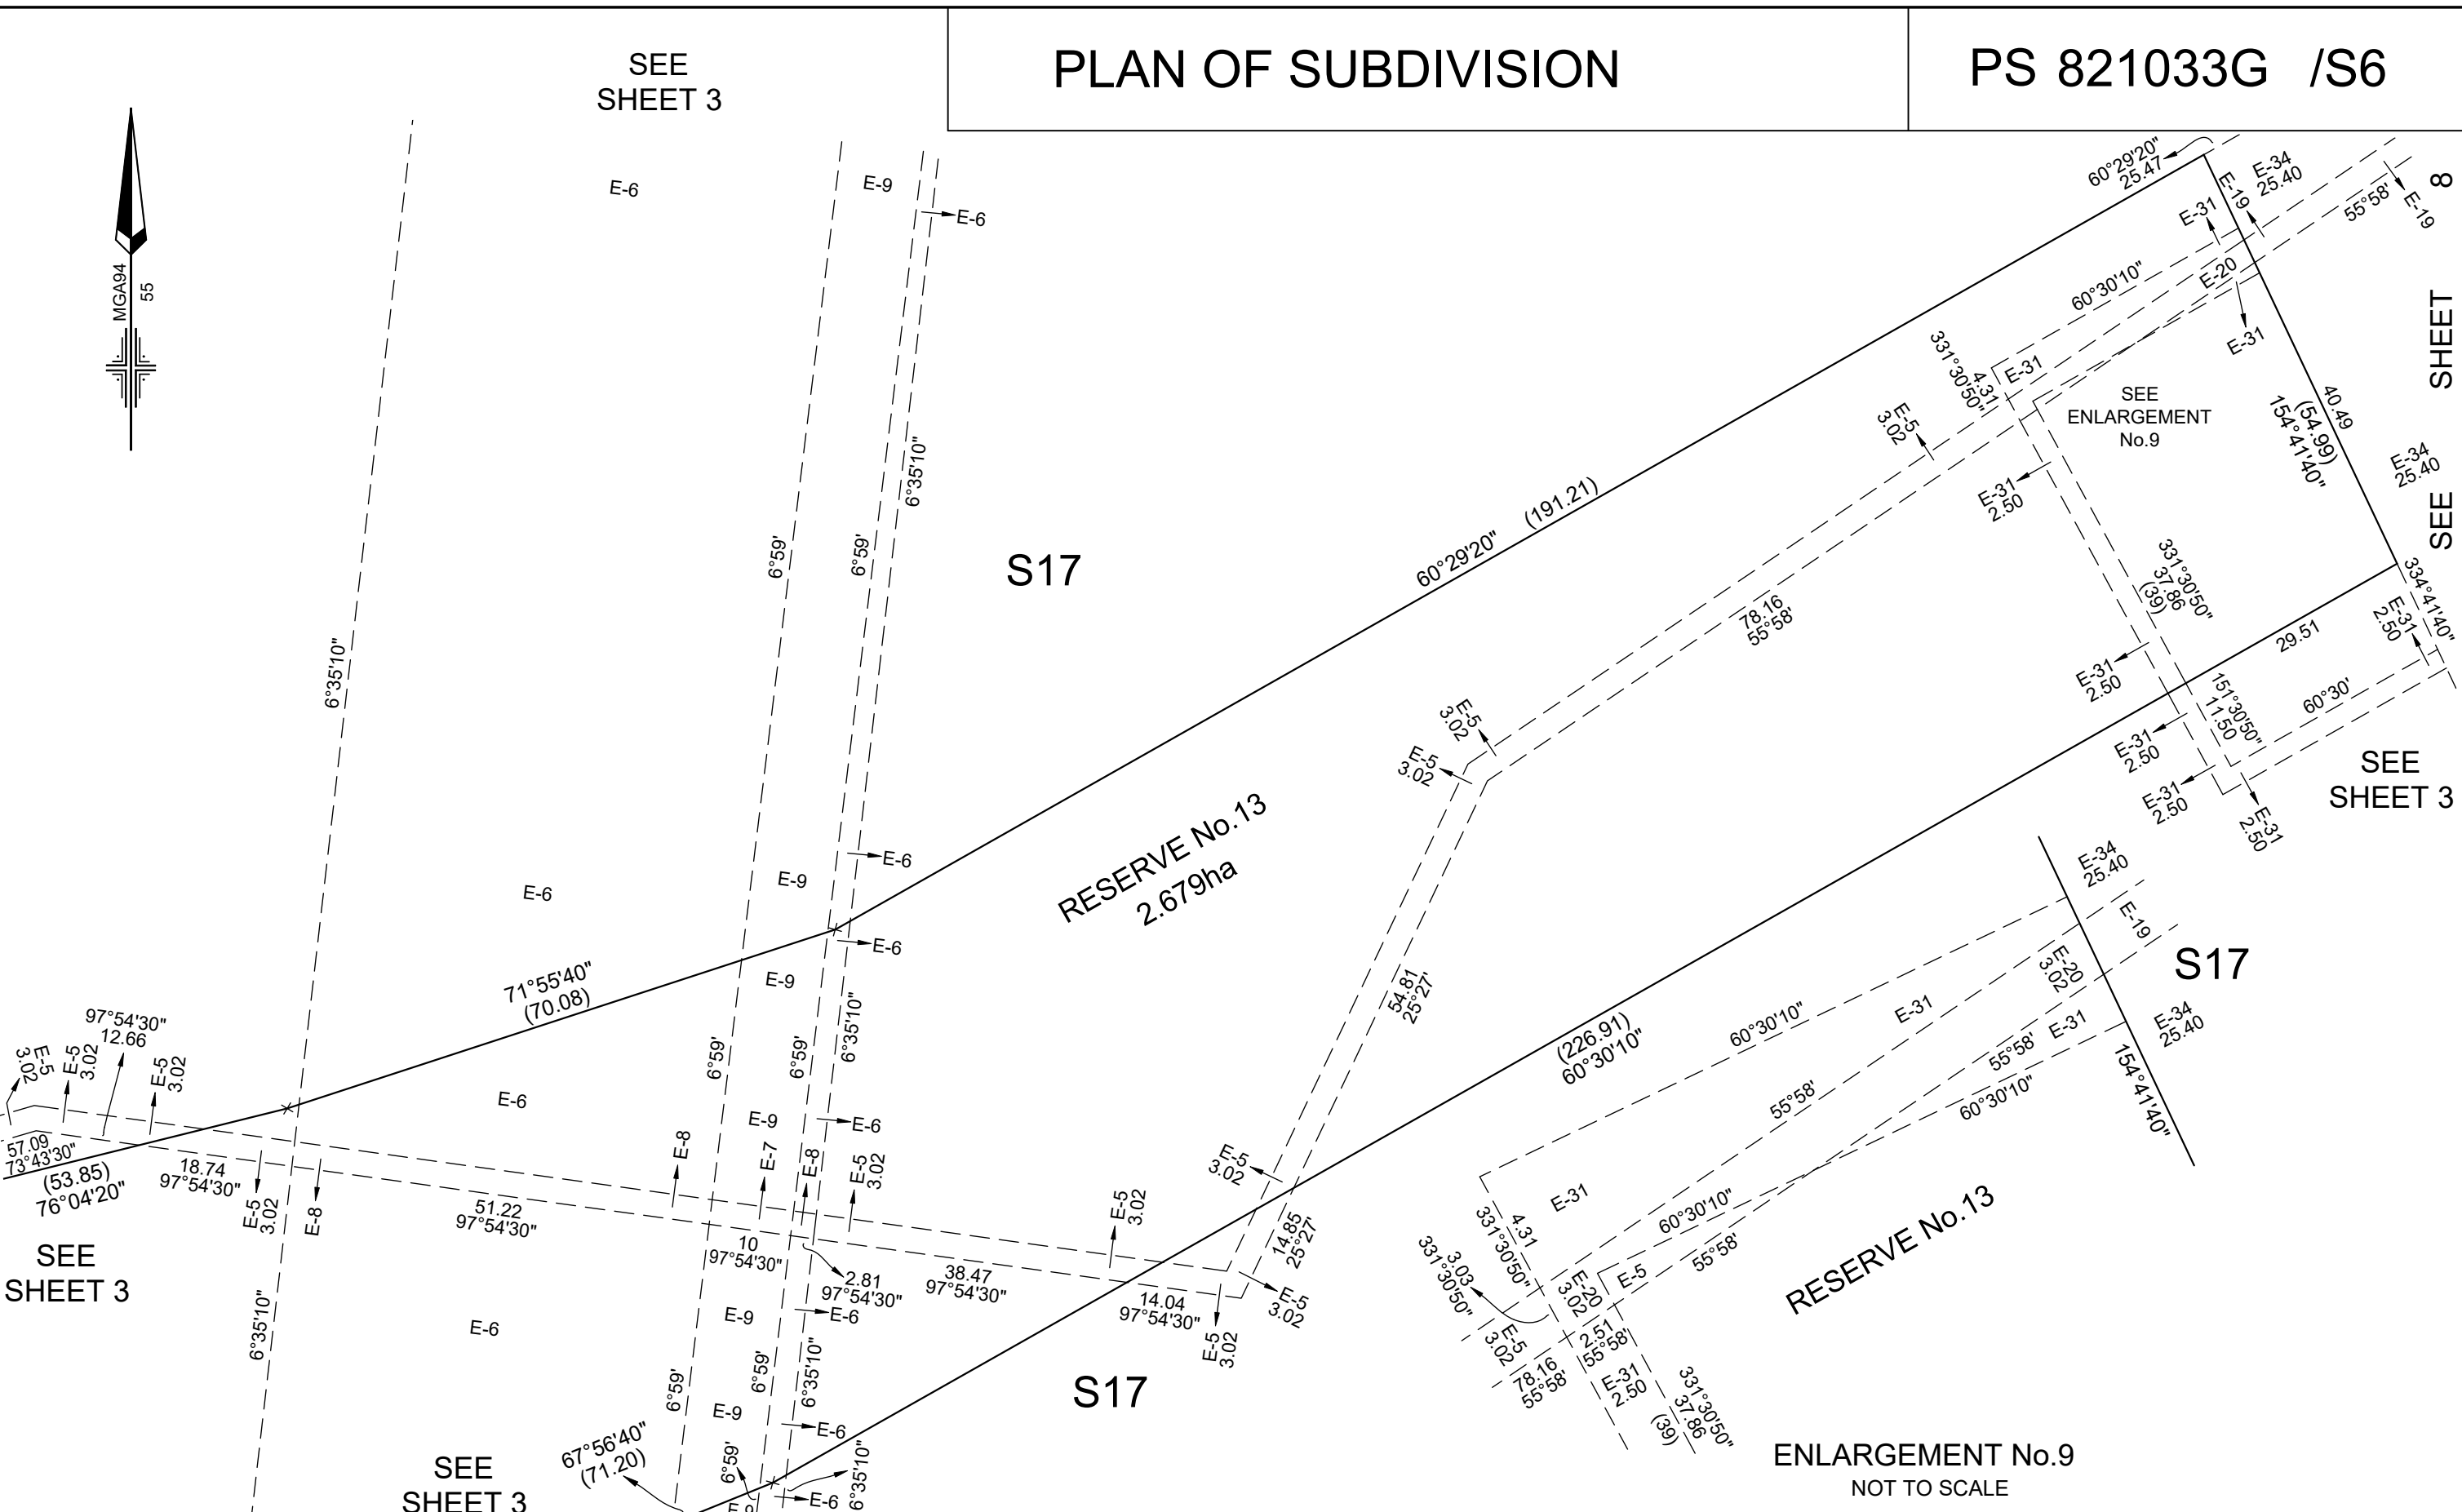 PLAN OF SUBDIVISION
PS 821033G /S6
SEE
SHEET 3
MGA94
55
E-6
E-9
E-6
60°29'20"
25.47
E-19
E-34
25.40
E-31
55°58'
E-19
SEE SHEET 8
60°30'10"
E-20
E-31
331°30'50"
4.31
E-31
SEE
ENLARGEMENT
No.9
40.49
(54.99)
154°41'40"
E-34
25.40
E-5
3.02
E-31
2.50
6°35'10"
6°59'
6°59'
6°35'10"
S17
60°29'20" (191.21)
78.16
55°58'
331°30'50"
37.86
(39)
334°41'40"
E-31
2.50
29.51
E-31
2.50
60°30'
151°30'50"
11.50
E-31
2.50
E-31
2.50
E-31
2.50
SEE
SHEET 3
E-5
3.02
E-5
3.02
RESERVE No.13
2.679ha
E-6
E-9
E-6
E-6
71°55'40"
(70.08)
E-9
6°59'
6°59'
6°35'10"
54.81
25°27'
(226.91)
60°30'10"
97°54'30"
12.66
E-5
3.02
E-5
3.02
E-5
3.02
57.09
73°43'30"
(53.85)
76°04'20"
18.74
97°54'30"
E-5
3.02
E-8
E-6
E-9
E-6
E-8
E-7
E-8
E-5
3.02
51.22
97°54'30"
10
97°54'30"
2.81
97°54'30"
38.47
97°54'30"
E-5
3.02
E-5
3.02
14.85
25°27'
14.04
97°54'30"
E-5
3.02
E-5
3.02
SEE
SHEET 3
6°35'10"
E-6
E-9
E-6
6°59'
6°59'
6°35'10"
E-9
E-6
S17
67°56'40"
(71.20)
6°59'
6°35'10"
E-9
E-6
SEE
SHEET 3
E-34
25.40
E-19
S17
E-20
3.02
E-31
60°30'10"
E-31
E-34
25.40
55°58'
55°58'
60°30'10"
154°41'40"
E-31
4.31
331°30'50"
60°30'10"
55°58'
RESERVE No.13
3.03
331°30'50"
E-20
3.02
E-5
E-5
3.02
2.51
55°58'
78.16
55°58'
E-31
2.50
331°30'50"
37.86
(39)
ENLARGEMENT No.9
NOT TO SCALE